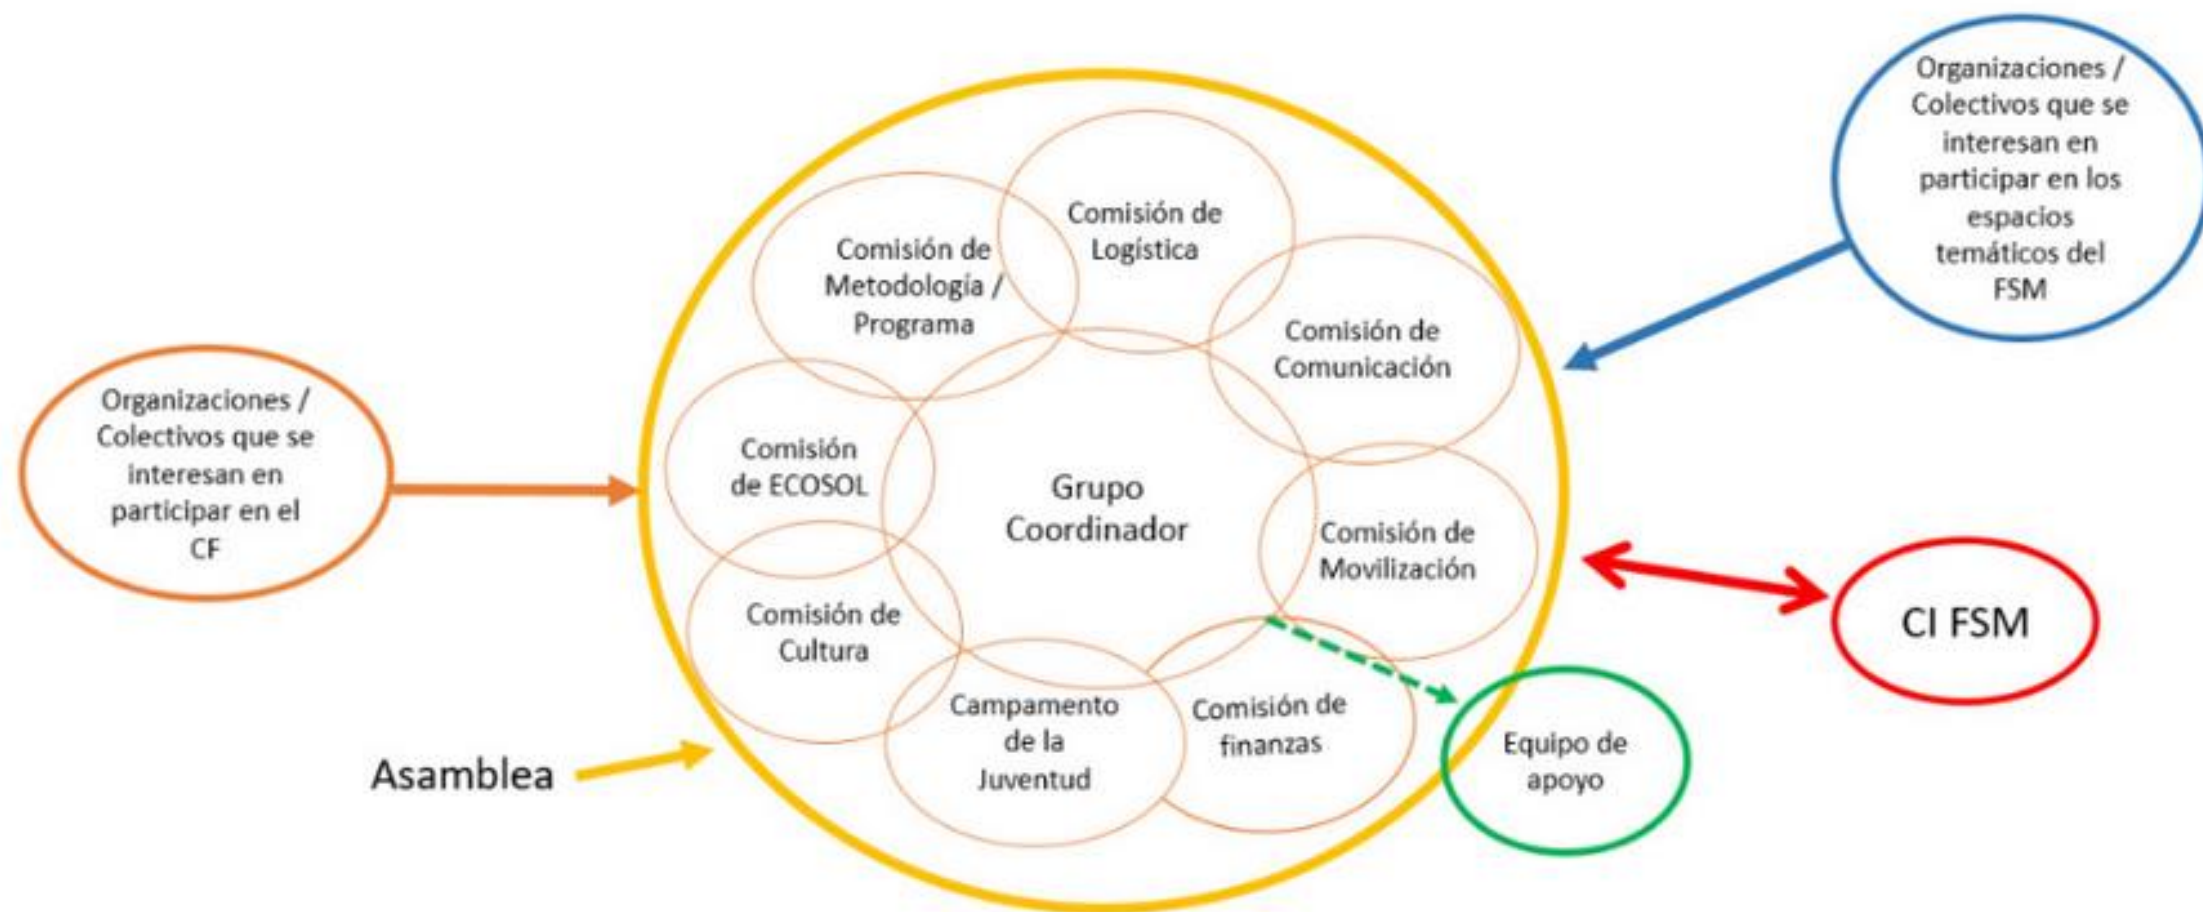 Organizaciones /
Colectivos que se
interesan en
participar en los
espacios
temáticos del
FSM
Comisión de
Logística
Comisión de
Metodología /
Programa
Comisión de
Comunicación
Organizaciones /
Colectivos que se
interesan en
participar en el
CF
Comisión
de ECOSOL
Grupo
Coordinador
Comisión de
Movilización
CI FSM
Comisión de
Cultura
Campamento
de la
Juventud
Comisión de
finanzas
Equipo de
apoyo
Asamblea